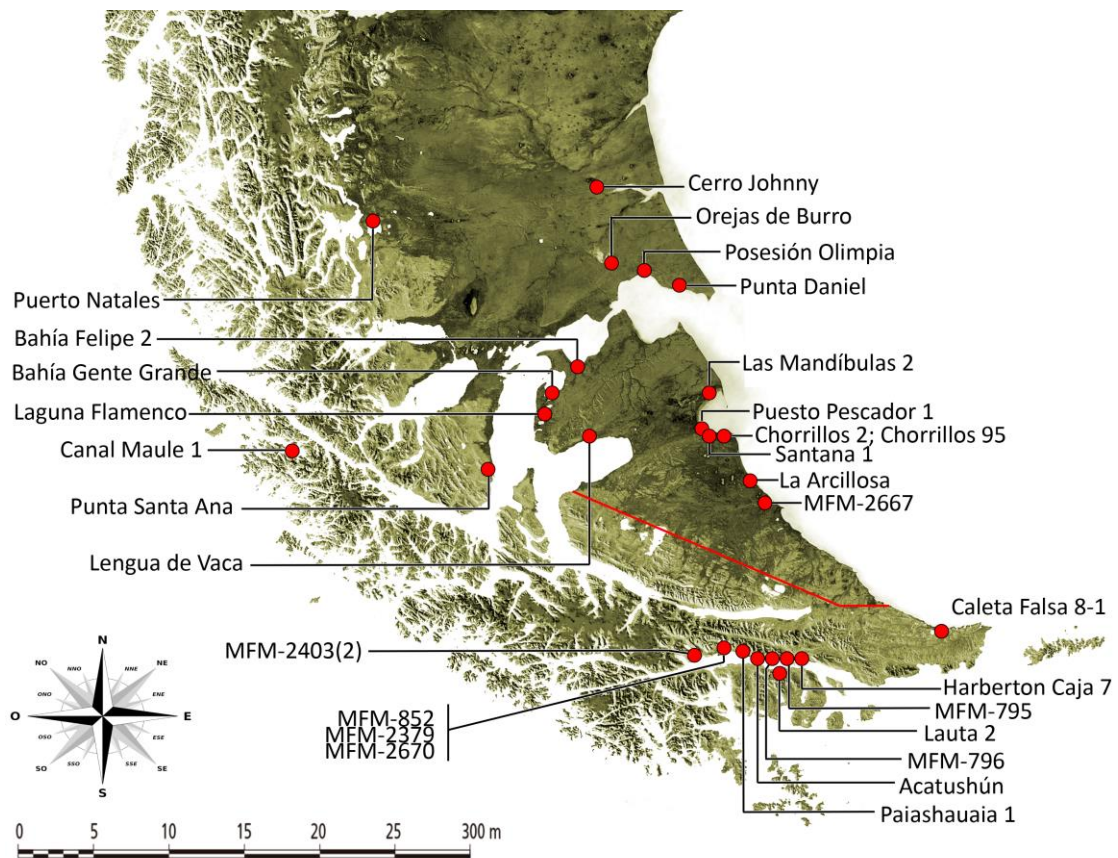 Cerro Johnny
Orejas de Burro
Posesión Olimpia
Punta Daniel
Puerto Natales
Bahía Felipe 2
Bahía Gente Grande
Laguna Flamenco
Canal Maule 1
Punta Santa Ana
Lengua de Vaca
Las Mandíbulas 2
Puesto Pescador 1
Chorrillos 2; Chorrillos 95
Santana 1
La Arcillosa
MFM-2667
Caleta Falsa 8-1
MFM-2403(2)
MFM-852
MFM-2379
MFM-2670
Harberton Caja 7
MFM-795
Lauta 2
MFM-796
Acatushún
Paiashauaia 1
N
NNO
NNE
NO
NE
ONO
ENE
O
E
OSO
ESE
SO
SE
SSO
SSE
S
0 5 10 15 20 25 300 m